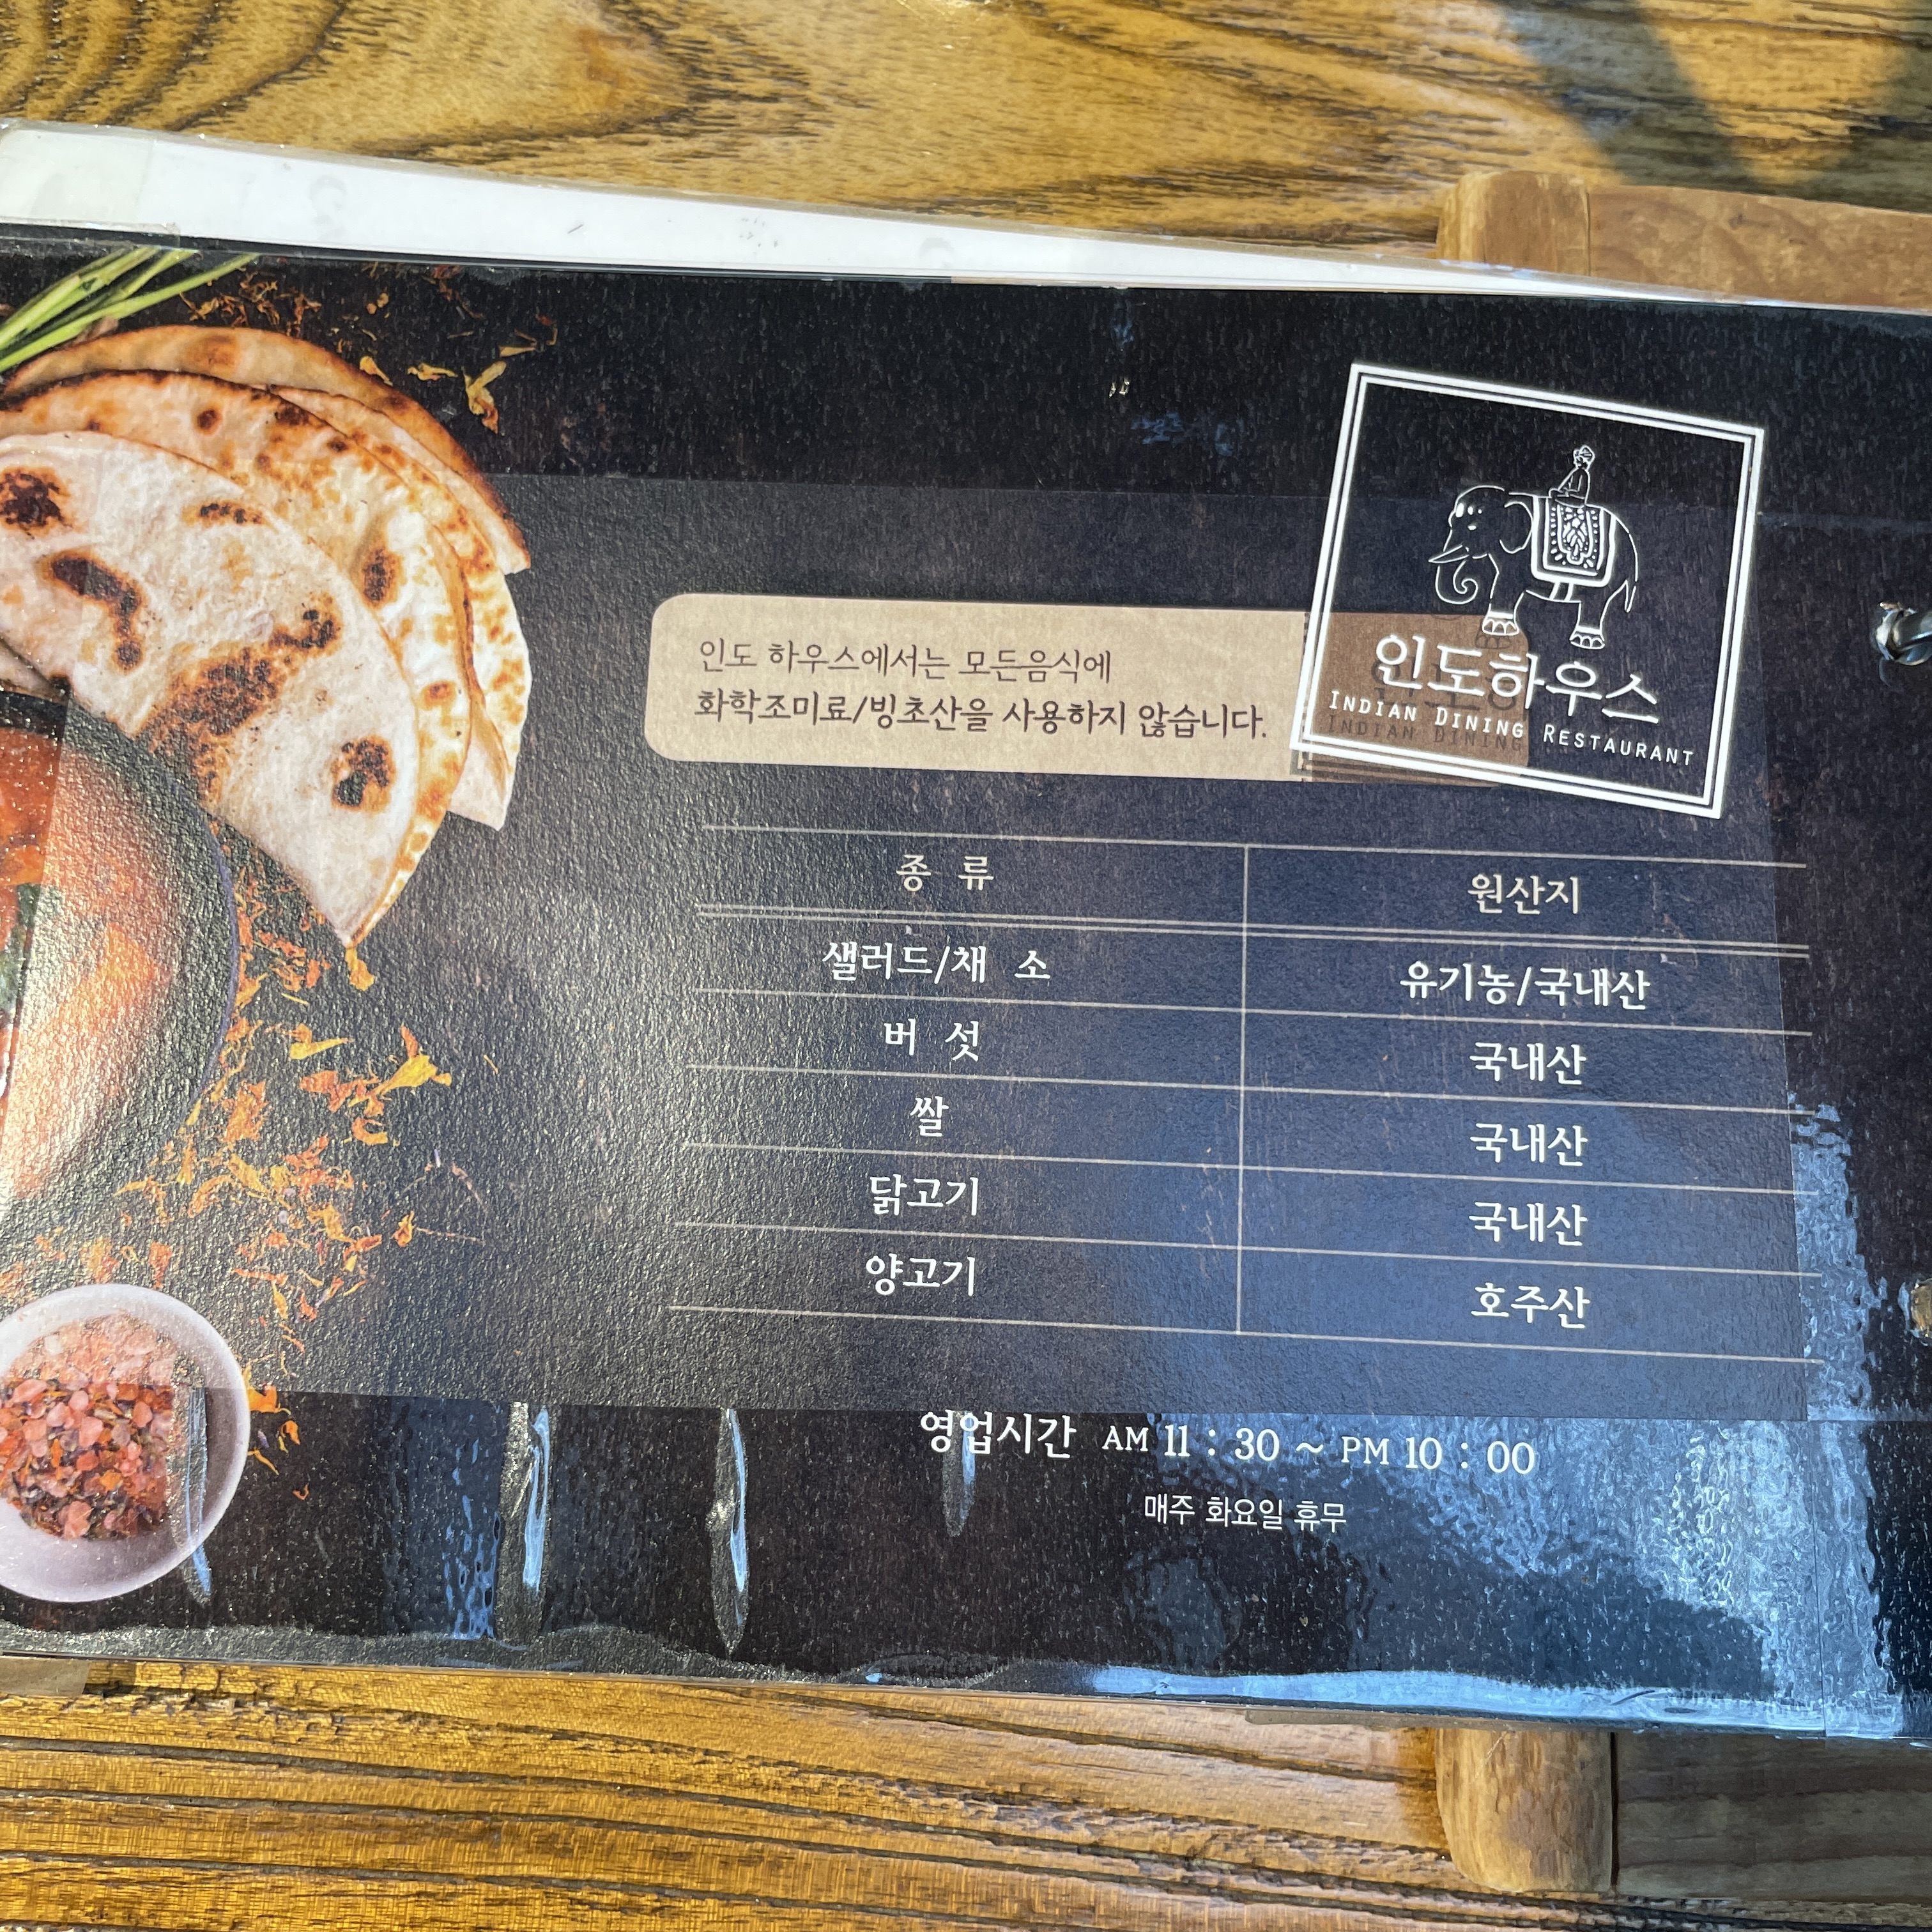 인도하우스
INDIAN DINING RESTAURANT
INDIAN DINING
인도 하우스에서는 모든음식에
화학조미료/빙초산을 사용하지 않습니다.
종 류 원산지
샐러드/채 소 유기농/국내산
버 섯 국내산
쌀 국내산
닭고기 국내산
양고기 호주산
영업시간 AM 11 : 30 ~ PM 10 : 00
매주 화요일 휴무